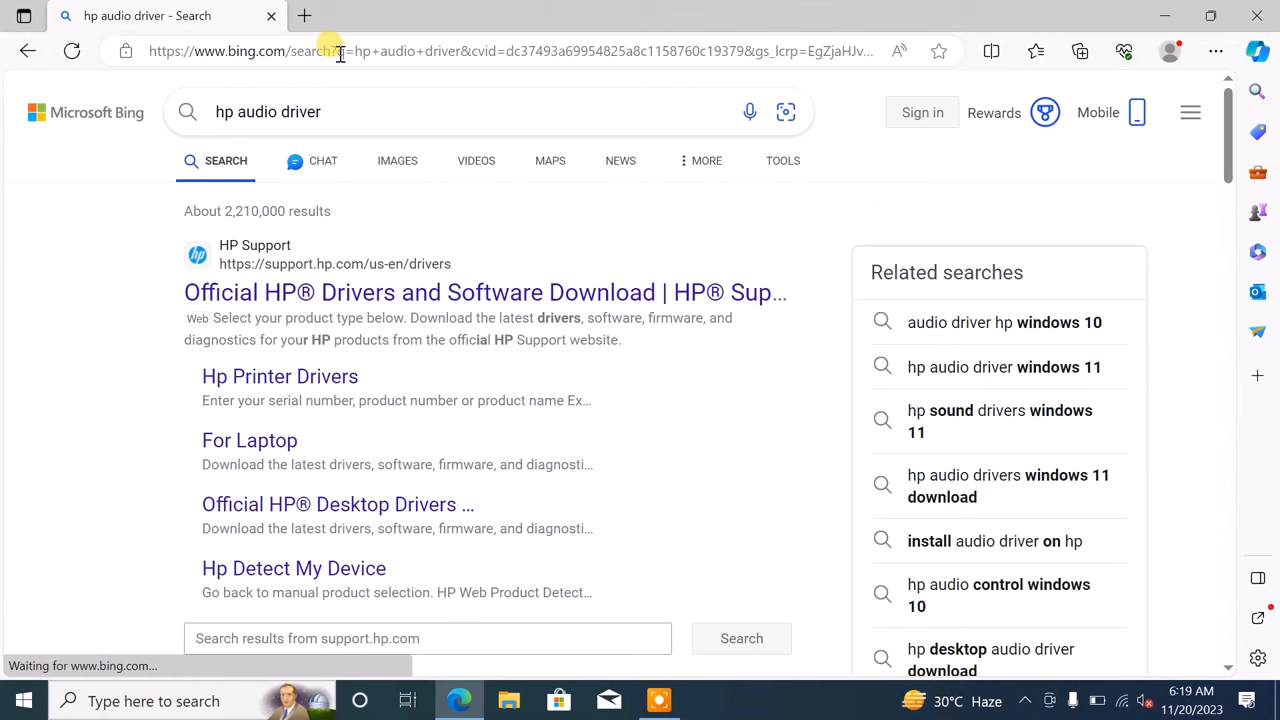 hp audio driver - Search
https://www.bing.com/search?q=hp+audio+driver&cvid=dc37493a69954825a8c1158760c19379&gs_lcrp=EgZjaHJv...
Microsoft Bing
hp audio driver
Sign in
Rewards
Mobile
SEARCH
CHAT
IMAGES
VIDEOS
MAPS
NEWS
MORE
TOOLS
About 2,210,000 results
HP Support
https://support.hp.com/us-en/drivers
Official HP® Drivers and Software Download | HP® Sup...
Web Select your product type below. Download the latest drivers, software, firmware, and
diagnostics for your HP products from the official HP Support website.
Hp Printer Drivers
Enter your serial number, product number or product name Ex...
For Laptop
Download the latest drivers, software, firmware, and diagnosti...
Official HP® Desktop Drivers ...
Download the latest drivers, software, firmware, and diagnosti...
Hp Detect My Device
Go back to manual product selection. HP Web Product Detect...
Search results from support.hp.com
Search
Related searches
audio driver hp windows 10
hp audio driver windows 11
hp sound drivers windows
11
hp audio drivers windows 11
download
install audio driver on hp
hp audio control windows
10
hp desktop audio driver
download
Waiting for www.bing.com...
Type here to search
30°C Haze
6:19 AM
11/20/2023